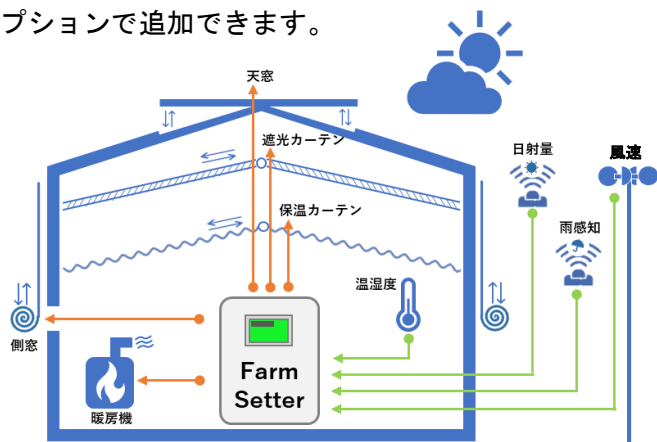 プションで追加できます。
天窓
遮光カーテン
日射量
風速
保温カーテン
雨感知
温湿度
側窓
Farm
Setter
暖房機